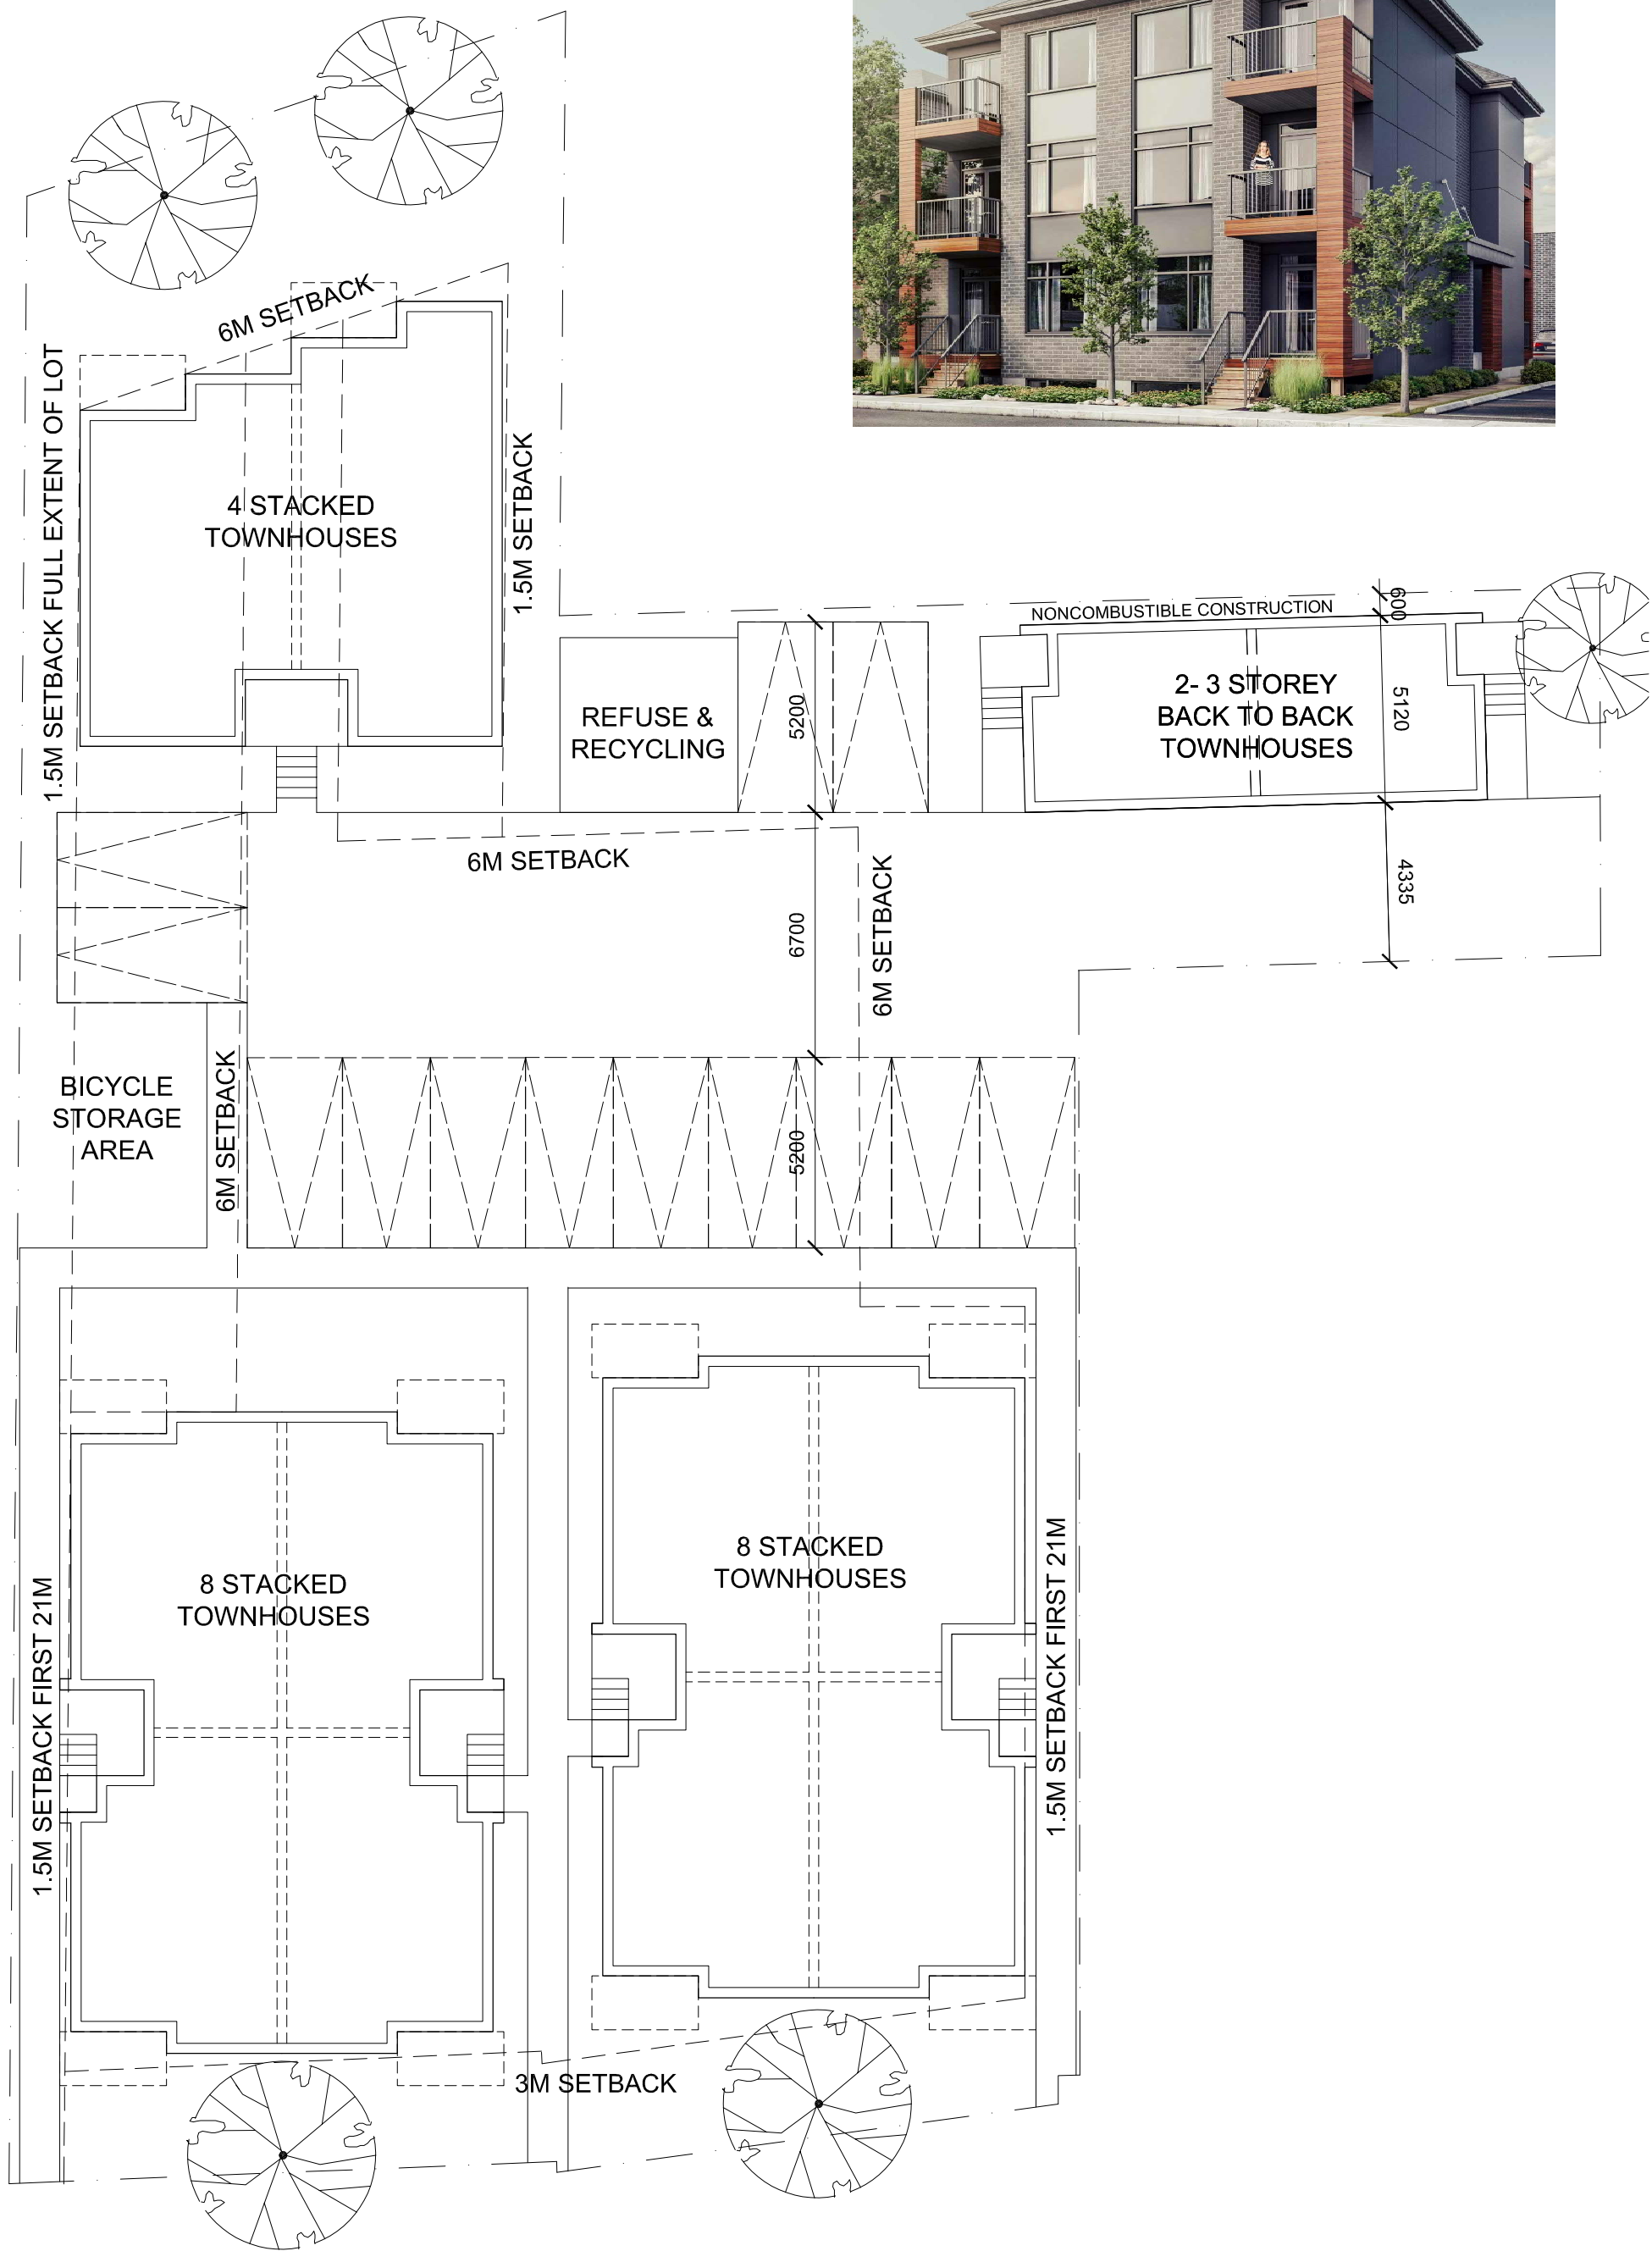 6M SETBACK
1.5M SETBACK FULL EXTENT OF LOT
4 STACKED
TOWNHOUSES
1.5M SETBACK
600
NONCOMBUSTIBLE CONSTRUCTION
2- 3 STOREY
BACK TO BACK
TOWNHOUSES
5120
REFUSE &
RECYCLING
5200
6M SETBACK
6M SETBACK
4335
6700
BICYCLE
STORAGE
AREA
6M SETBACK
5200
8 STACKED
TOWNHOUSES
8 STACKED
TOWNHOUSES
1.5M SETBACK FIRST 21M
1.5M SETBACK FIRST 21M
3M SETBACK